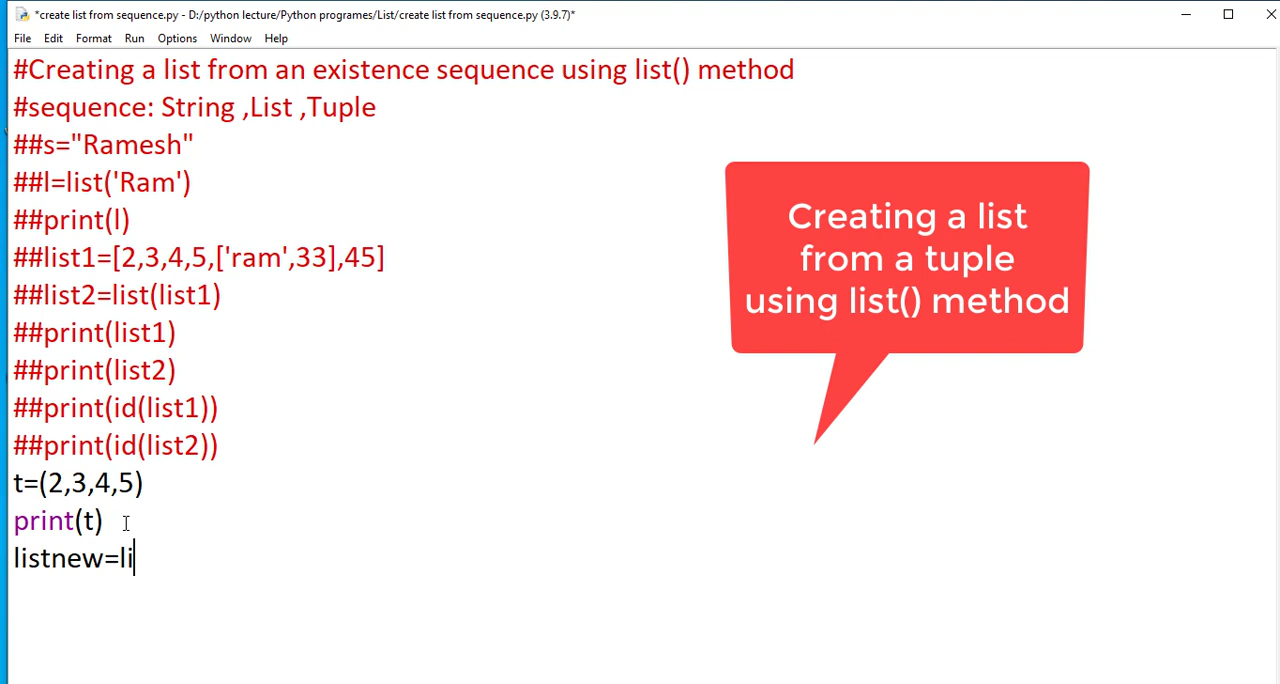 *create list from sequence.py - D:/python lecture/Python programes/List/create list from sequence.py (3.9.7)*
File Edit Format Run Options Window Help
#Creating a list from an existence sequence using list() method
#sequence: String ,List ,Tuple
##s="Ramesh"
##l=list('Ram')
##print(l)
##list1=[2,3,4,5,['ram',33],45]
##list2=list(list1)
##print(list1)
##print(list2)
##print(id(list1))
##print(id(list2))
t=(2,3,4,5)
print(t)
listnew=li
Creating a list
from a tuple
using list() method